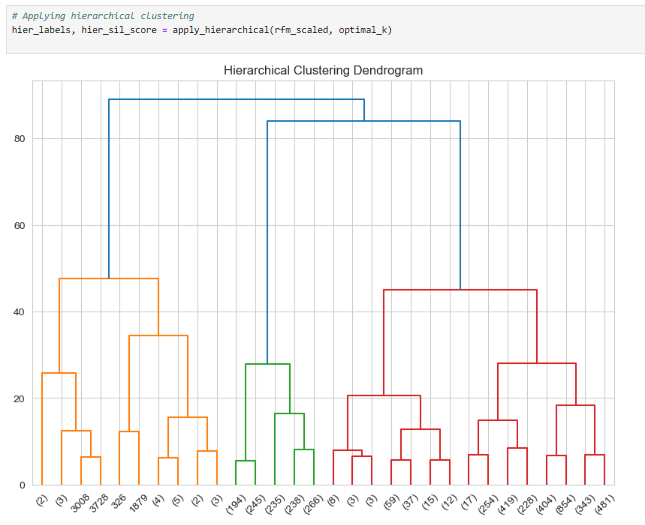 # Applying hierarchical clustering
hier_labels, hier_sil_score = apply_hierarchical(rfm_scaled, optimal_k)
Hierarchical Clustering Dendrogram
80
60
40
20
0
(2) (3) 3008 3728 326 1879 (4) (5) (2) (3) (194) (245) (235) (238) (266) (8) (3) (3) (59) (37) (15) (12) (17) (254) (419) (228) (404) (854) (343) (481)